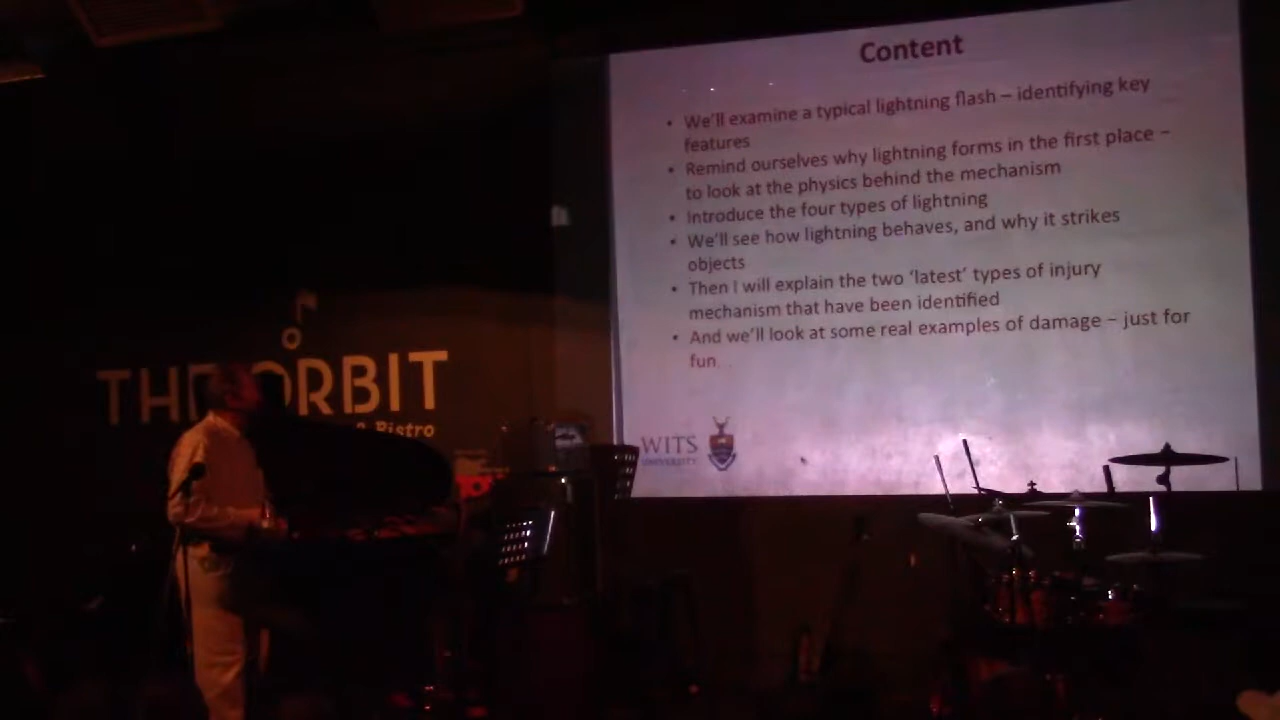 Content
• We'll examine a typical lightning flash – identifying key
features
• Remind ourselves why lightning forms in the first place –
to look at the physics behind the mechanism
• Introduce the four types of lightning
• We'll see how lightning behaves, and why it strikes
objects
• Then I will explain the two 'latest' types of injury
mechanism that have been identified
• And we'll look at some real examples of damage – just for
fun.
WITS
UNIVERSITY
THE ORBIT
& Bistro